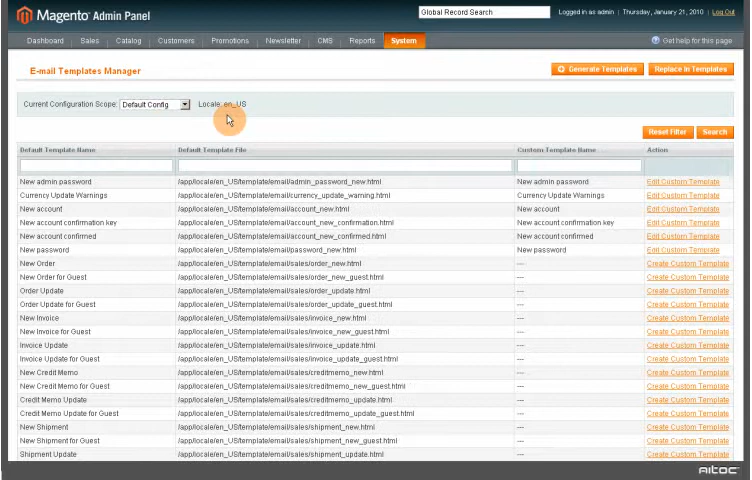 Magento® Admin Panel
Global Record Search
Logged in as admin | Thursday, January 21, 2010 | Log Out
Dashboard Sales Catalog Customers Promotions Newsletter CMS Reports System
Get help for this page
E-mail Templates Manager
Generate Templates Replace In Templates
Current Configuration Scope: Default Config Locale: en_US
Reset Filter Search
Default Template Name Default Template File Custom Template Name Action
New admin password /app/locale/en_US/template/email/admin_password_new.html New admin password Edit Custom Template
Currency Update Warnings /app/locale/en_US/template/email/currency_update_warning.html Currency Update Warnings Edit Custom Template
New account /app/locale/en_US/template/email/account_new.html New account Edit Custom Template
New account confirmation key /app/locale/en_US/template/email/account_new_confirmation.html New account confirmation key Edit Custom Template
New account confirmed /app/locale/en_US/template/email/account_new_confirmed.html New account confirmed Edit Custom Template
New password /app/locale/en_US/template/email/password_new.html New password Edit Custom Template
New Order /app/locale/en_US/template/email/sales/order_new.html --- Create Custom Template
New Order for Guest /app/locale/en_US/template/email/sales/order_new_guest.html --- Create Custom Template
Order Update /app/locale/en_US/template/email/sales/order_update.html --- Create Custom Template
Order Update for Guest /app/locale/en_US/template/email/sales/order_update_guest.html --- Create Custom Template
New Invoice /app/locale/en_US/template/email/sales/invoice_new.html --- Create Custom Template
New Invoice for Guest /app/locale/en_US/template/email/sales/invoice_new_guest.html --- Create Custom Template
Invoice Update /app/locale/en_US/template/email/sales/invoice_update.html --- Create Custom Template
Invoice Update for Guest /app/locale/en_US/template/email/sales/invoice_update_guest.html --- Create Custom Template
New Credit Memo /app/locale/en_US/template/email/sales/creditmemo_new.html --- Create Custom Template
New Credit Memo for Guest /app/locale/en_US/template/email/sales/creditmemo_new_guest.html --- Create Custom Template
Credit Memo Update /app/locale/en_US/template/email/sales/creditmemo_update.html --- Create Custom Template
Credit Memo Update for Guest /app/locale/en_US/template/email/sales/creditmemo_update_guest.html --- Create Custom Template
New Shipment /app/locale/en_US/template/email/sales/shipment_new.html --- Create Custom Template
New Shipment for Guest /app/locale/en_US/template/email/sales/shipment_new_guest.html --- Create Custom Template
Shipment Update /app/locale/en_US/template/email/sales/shipment_update.html --- Create Custom Template
AITOC